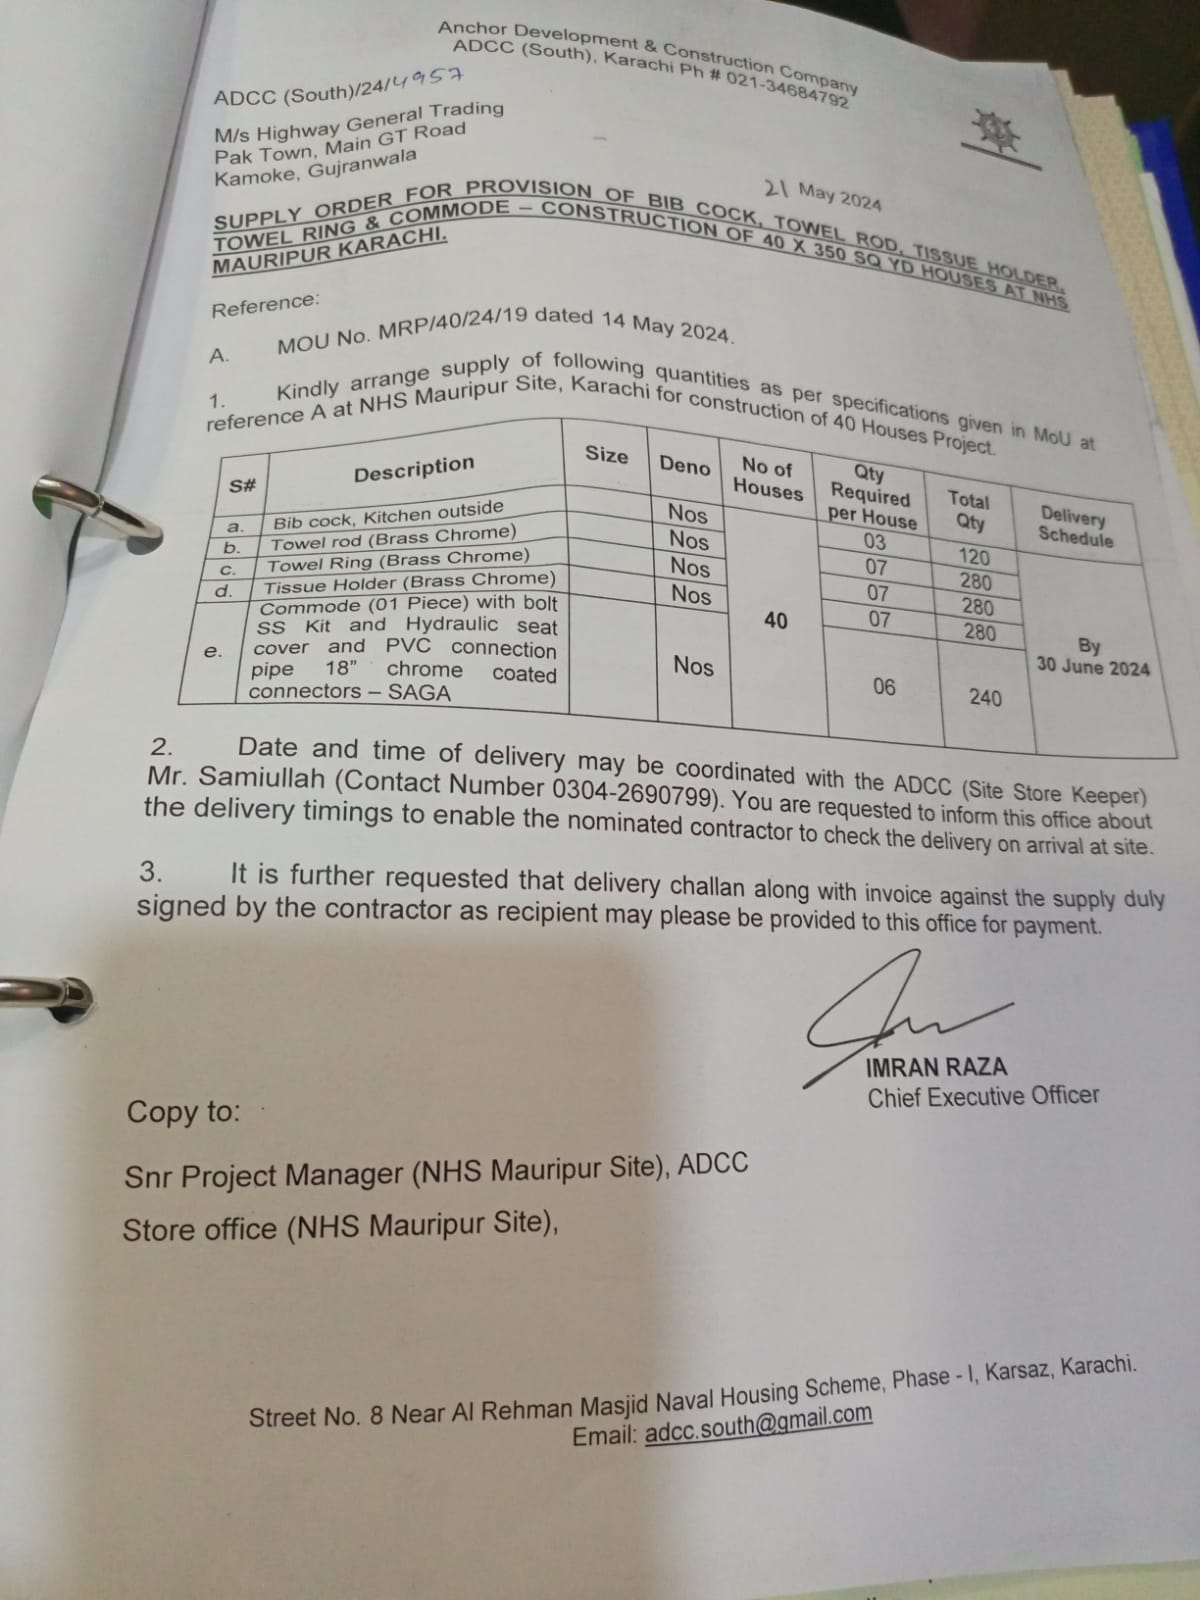 Anchor Development & Construction Company
ADCC (South), Karachi Ph # 021-34684792
ADCC (South)/24/4957
M/s Highway General Trading
Pak Town, Main GT Road
Kamoke, Gujranwala
21 May 2024
SUPPLY ORDER FOR PROVISION OF BIB COCK, TOWEL ROD, TISSUE HOLDER,
TOWEL RING & COMMODE – CONSTRUCTION OF 40 X 350 SQ YD HOUSES AT NHS
MAURIPUR KARACHI.
Reference:
A. MOU No. MRP/40/24/19 dated 14 May 2024.
1. Kindly arrange supply of following quantities as per specifications given in MoU at
reference A at NHS Mauripur Site, Karachi for construction of 40 Houses Project.
S# Description Size Deno No of Houses Qty Required per House Total Qty Delivery Schedule
a. Bib cock, Kitchen outside Nos 03 120
b. Towel rod (Brass Chrome) Nos 07 280
c. Towel Ring (Brass Chrome) Nos 07 280
d. Tissue Holder (Brass Chrome) Nos 07 280
e. Commode (01 Piece) with bolt
SS Kit and Hydraulic seat
cover and PVC connection
pipe 18” chrome coated
connectors – SAGA
Nos 06 240
40
By
30 June 2024
2. Date and time of delivery may be coordinated with the ADCC (Site Store Keeper)
Mr. Samiullah (Contact Number 0304-2690799). You are requested to inform this office about
the delivery timings to enable the nominated contractor to check the delivery on arrival at site.
3. It is further requested that delivery challan along with invoice against the supply duly
signed by the contractor as recipient may please be provided to this office for payment.
IMRAN RAZA
Chief Executive Officer
Copy to:
Snr Project Manager (NHS Mauripur Site), ADCC
Store office (NHS Mauripur Site),
Street No. 8 Near Al Rehman Masjid Naval Housing Scheme, Phase - I, Karsaz, Karachi.
Email: adcc.south@gmail.com